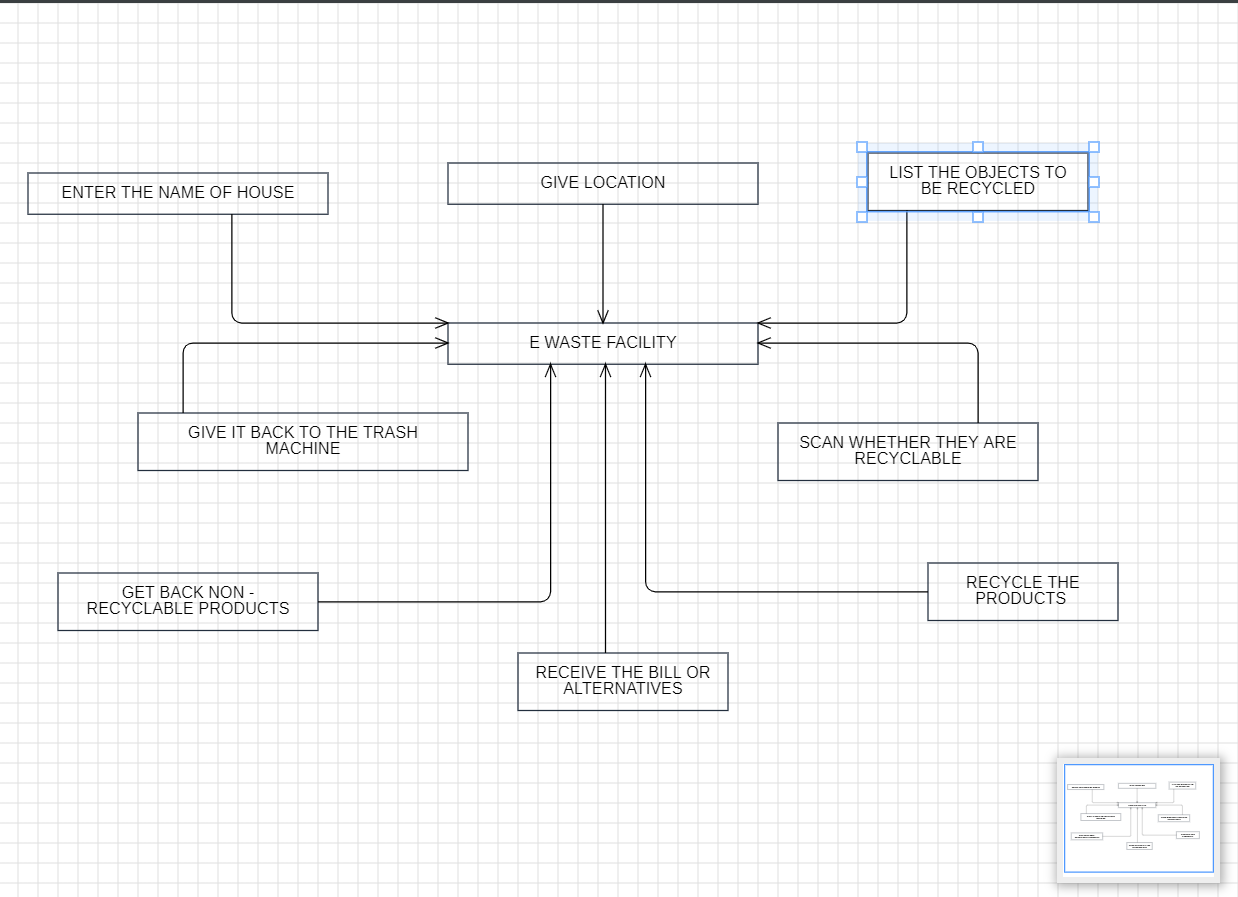 ENTER THE NAME OF HOUSE
GIVE LOCATION
LIST THE OBJECTS TO
BE RECYCLED
E WASTE FACILITY
GIVE IT BACK TO THE TRASH
MACHINE
SCAN WHETHER THEY ARE
RECYCLABLE
GET BACK NON -
RECYCLABLE PRODUCTS
RECYCLE THE
PRODUCTS
RECEIVE THE BILL OR
ALTERNATIVES